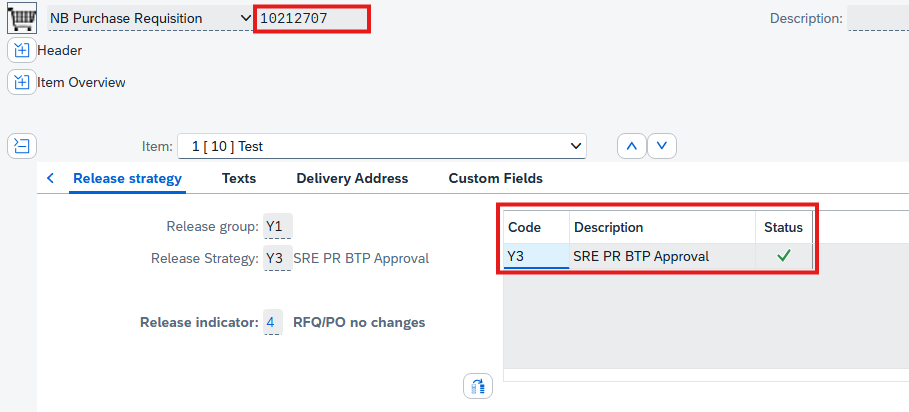 NB Purchase Requisition 10212707 Description:
Header
Item Overview
Item: 1 [ 10 ] Test
Release strategy Texts Delivery Address Custom Fields
Release group: Y1
Release Strategy: Y3 SRE PR BTP Approval
Release indicator: 4 RFQ/PO no changes
Code Description Status
Y3 SRE PR BTP Approval